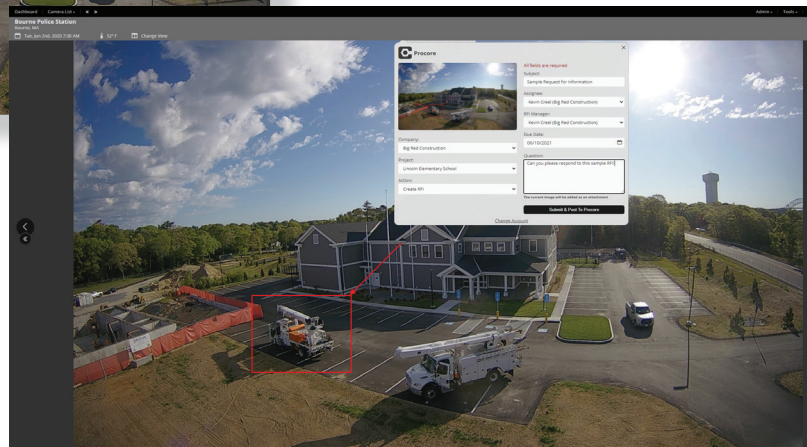 Dashboard Camera List
Admin Tools
Bourne Police Station
Bourne, MA
Tue, Jun 2nd, 2020 7:30 AM 52° F Change View
Procore
All fields are required
Subject:
Sample Request for Information
Assignee:
Kevin Creel (Big Red Construction)
RFI Manager:
Kevin Creel (Big Red Construction)
Due Date:
06/10/2021
Question:
Can you please respond to this sample RFI
The current image will be added as an attachment
Submit & Post To Procore
Company:
Big Red Construction
Project:
Lincoln Elementary School
Action:
Create RFI
Change Account